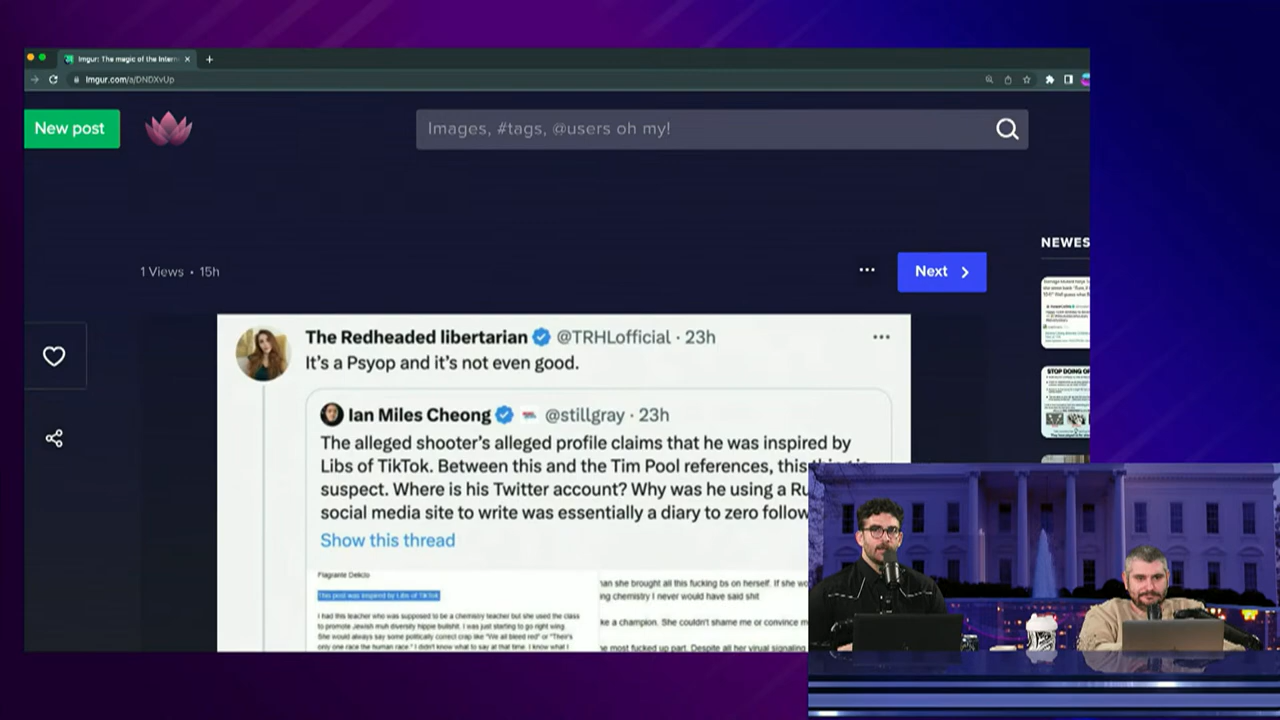 Imgur: The magic of the Intern
imgur.com/a/DNDXvUp
New post
Images, #tags, @users oh my!
NEWES
1 Views • 15h
Next
The Redheaded libertarian @TRHLofficial · 23h
It's a Psyop and it's not even good.
Ian Miles Cheong @stillgray · 23h
The alleged shooter's alleged profile claims that he was inspired by
Libs of TikTok. Between this and the Tim Pool references, this
suspect. Where is his Twitter account? Why was he using a Ru
social media site to write was essentially a diary to zero follow
Show this thread
Flagrante Delicto
This post was inspired by Libs of TikTok
I had this teacher who was supposed to be a chemistry teacher but she used the class
to promote Jewish muh diversity hippie bullshit. I was just starting to go right wing.
She would always say some politically correct crap like "We all bleed red" or "Their's
only one race the human race." I didn't know what to say at that time. I know what I
an she brought all this fucking bs on herself. If she wo
ing chemistry I never would have said shit
ke a champion. She couldn't shame me or convince m
e most fucked up part. Despite all her virual signaling
STOP DOING